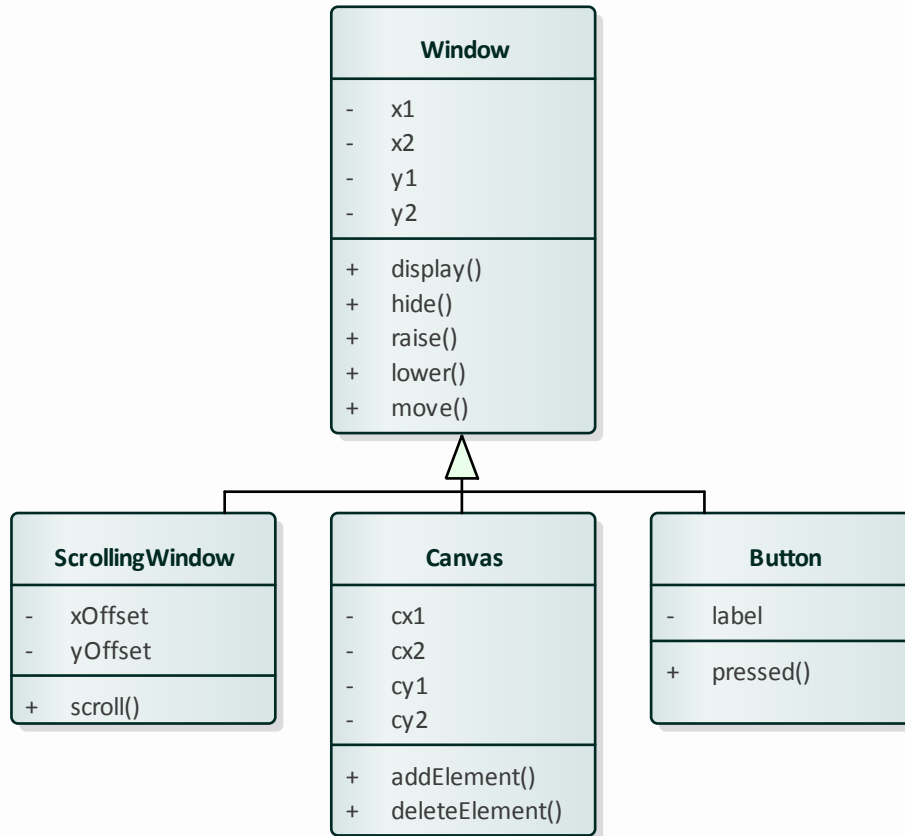 Window
- x1
- x2
- y1
- y2
+ display()
+ hide()
+ raise()
+ lower()
+ move()
ScrollingWindow
- xOffset
- yOffset
+ scroll()
Canvas
- cx1
- cx2
- cy1
- cy2
+ addElement()
+ deleteElement()
Button
- label
+ pressed()